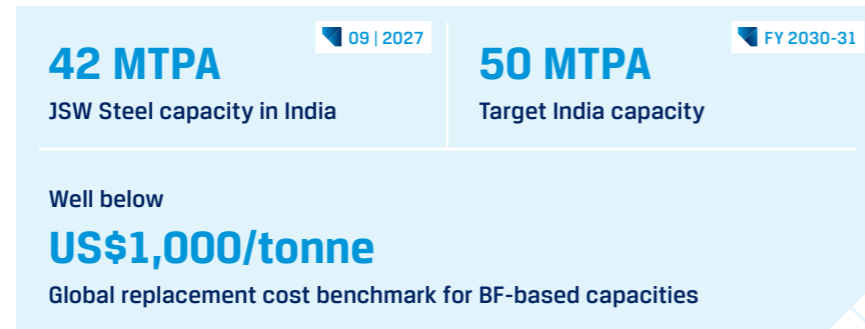 09 | 2027
42 MTPA
JSW Steel capacity in India
FY 2030-31
50 MTPA
Target India capacity
Well below
US$1,000/tonne
Global replacement cost benchmark for BF-based capacities